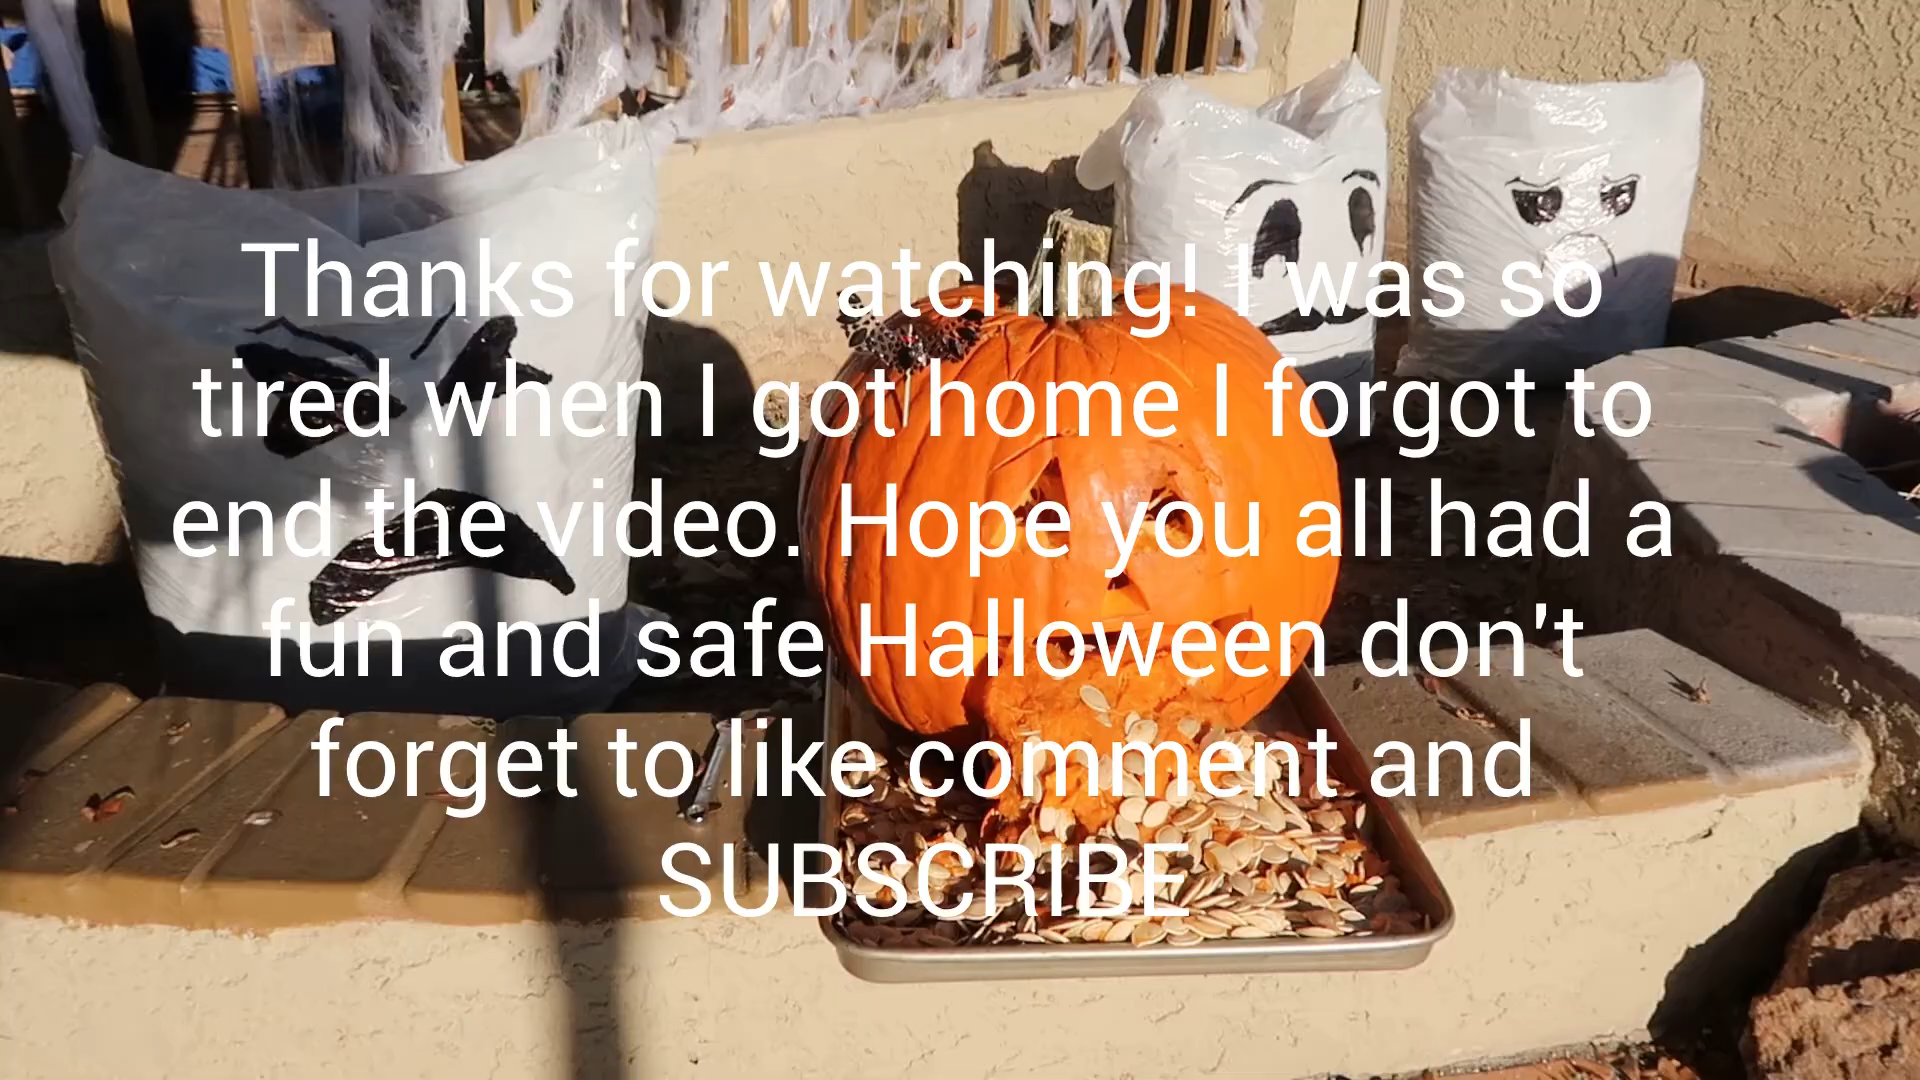 Thanks for watching! I was so
tired when I got home I forgot to
end the video. Hope you all had a
fun and safe Halloween don't
forget to like comment and
SUBSCRIBE